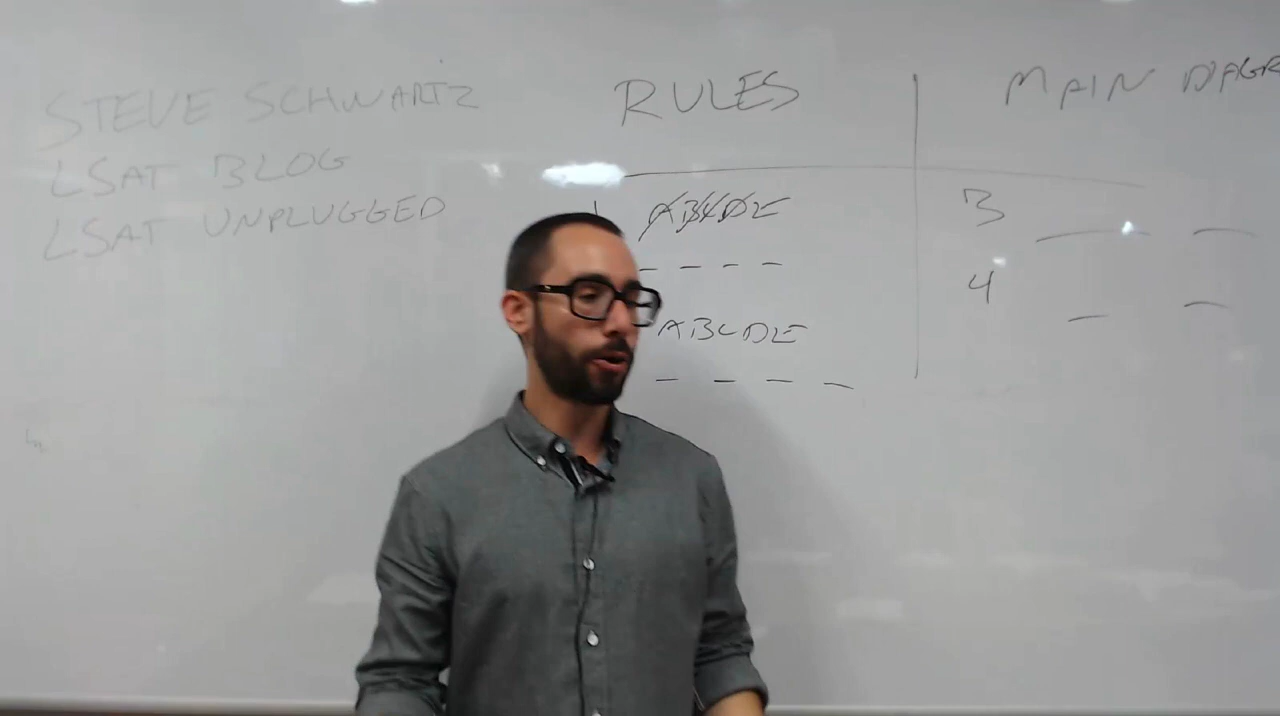 STEVE SCHWARTZ
LSAT BLOG
LSAT UNPLUGGED
RULES
ABCDE
ABCDE
MAIN DIAGR
3
4